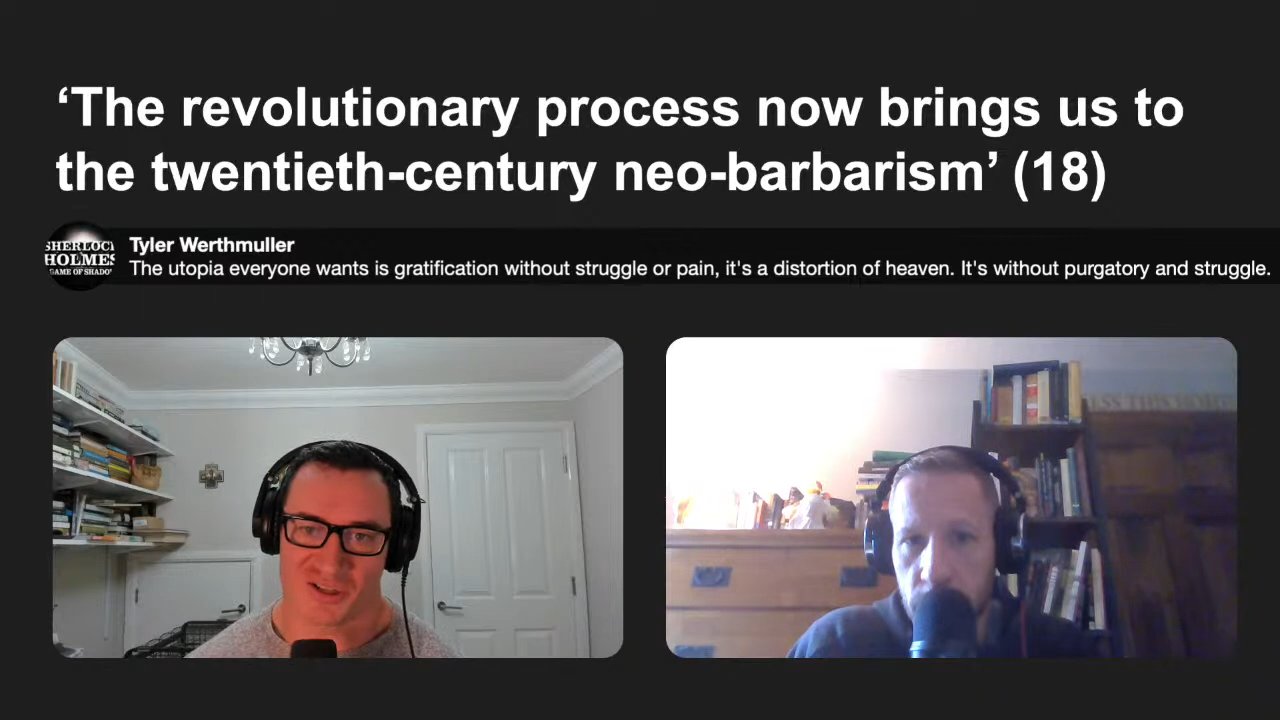 ‘The revolutionary process now brings us to
the twentieth-century neo-barbarism’ (18)
SHERLOCK
HOLMES
GAME OF SHADO
Tyler Werthmuller
The utopia everyone wants is gratification without struggle or pain, it's a distortion of heaven. It's without purgatory and struggle.